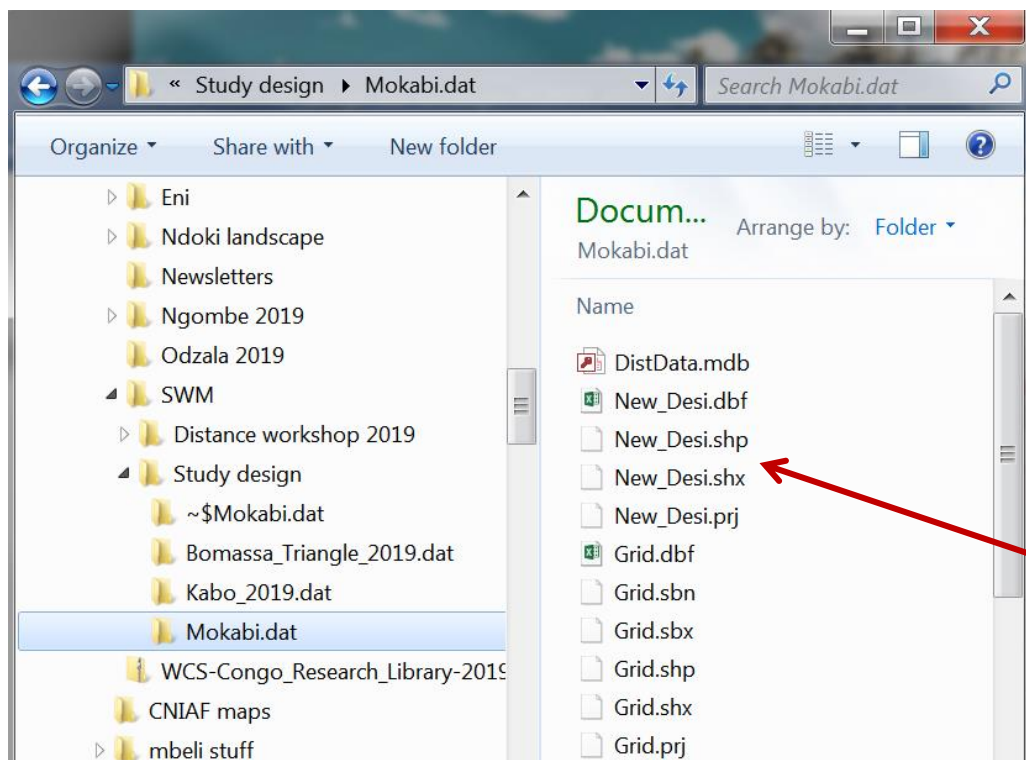 « Study design Mokabi.dat
Search Mokabi.dat
Organize Share with New folder
Eni
Ndoki landscape
Newsletters
Ngombe 2019
Odzala 2019
SWM
Distance workshop 2019
Study design
~$Mokabi.dat
Bomassa_Triangle_2019.dat
Kabo_2019.dat
Mokabi.dat
WCS-Congo_Research_Library-2019
CNIAF maps
mbeli stuff
Docum...
Mokabi.dat
Arrange by: Folder
Name
DistData.mdb
New_Desi.dbf
New_Desi.shp
New_Desi.shx
New_Desi.prj
Grid.dbf
Grid.sbn
Grid.sbx
Grid.shp
Grid.shx
Grid.prj